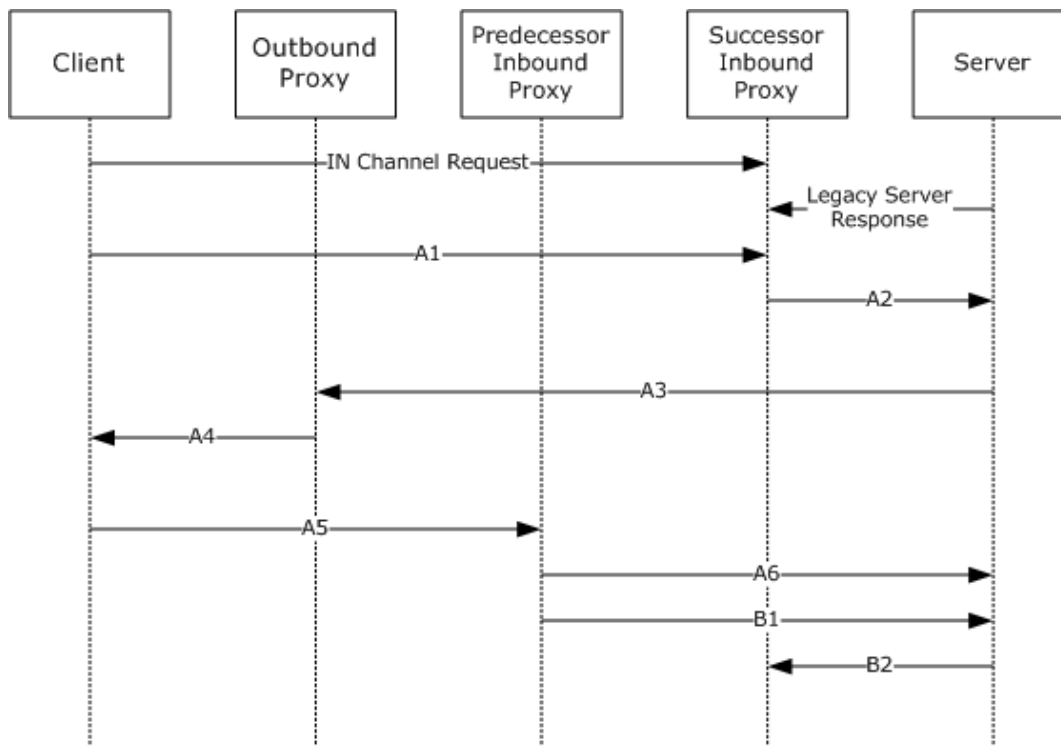 Client
Outbound
Proxy
Predecessor
Inbound
Proxy
Successor
Inbound
Proxy
Server
IN Channel Request
Legacy Server
Response
A1
A2
A3
A4
A5
A6
B1
B2